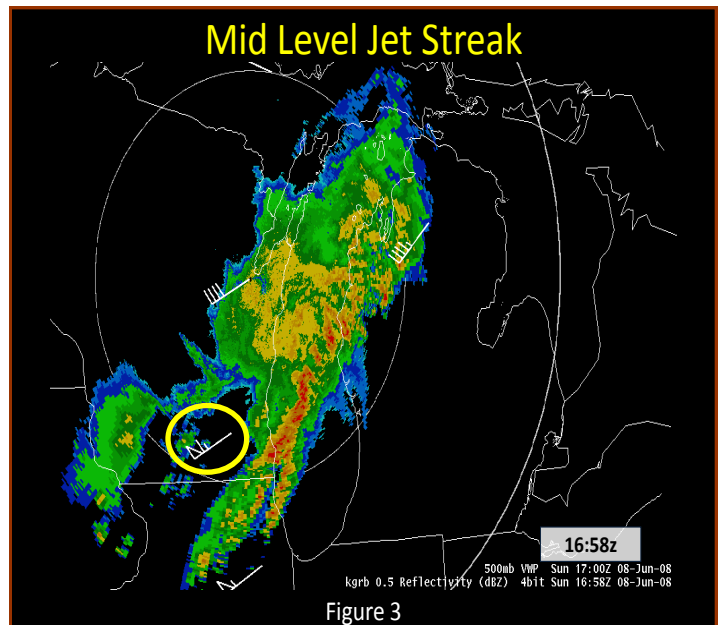 Mid Level Jet Streak
16:58z
500mb VWP Sun 17:00Z 08-Jun-08
kgrb 0.5 Reflectivity (dBZ) 4bit Sun 16:58Z 08-Jun-08
Figure 3